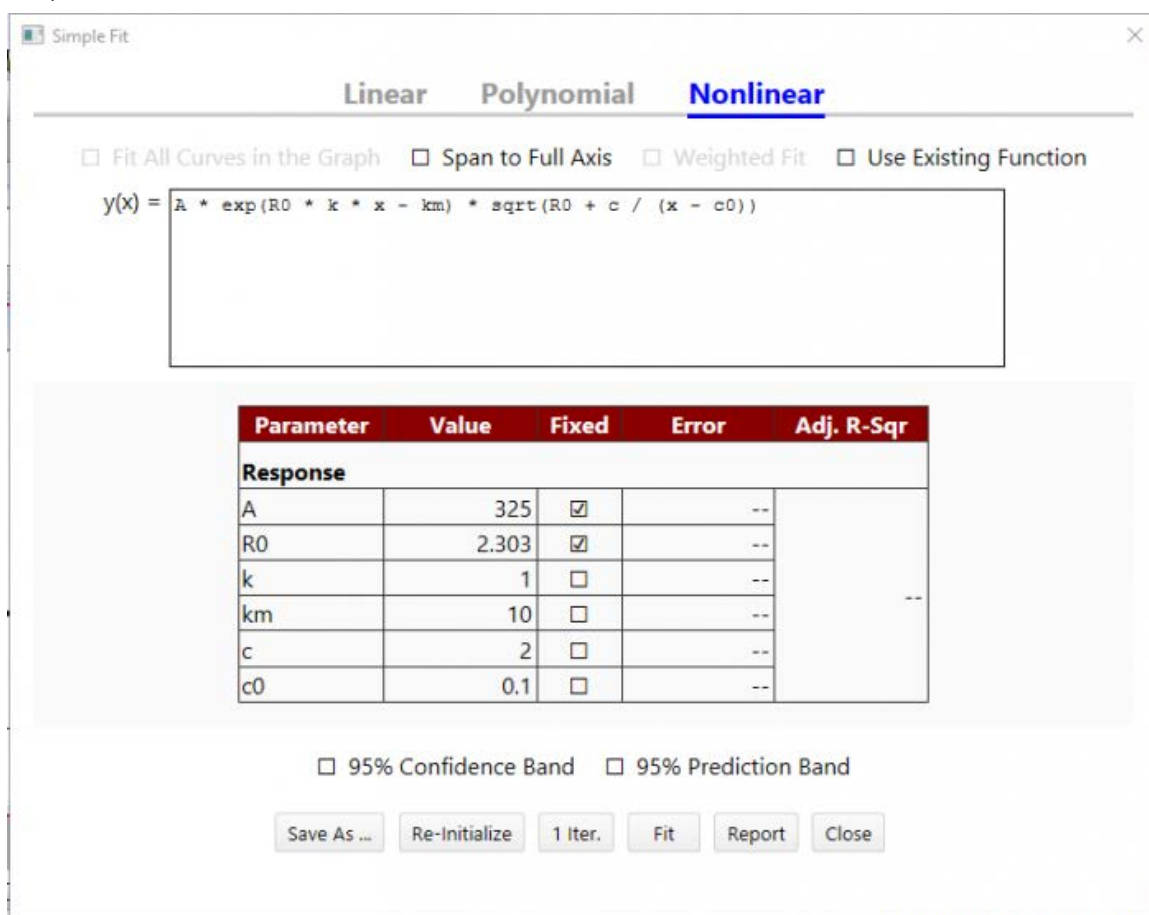 Simple Fit
Linear Polynomial Nonlinear
Fit All Curves in the Graph Span to Full Axis Weighted Fit Use Existing Function
y(x) = A * exp(R0 * k * x - km) * sqrt(R0 + c / (x - c0))
Parameter Value Fixed Error Adj. R-Sqr
Response
A 325 --
R0 2.303 --
k 1 --
--
km 10 --
c 2 --
c0 0.1 --
95% Confidence Band 95% Prediction Band
Save As ... Re-Initialize 1 Iter. Fit Report Close